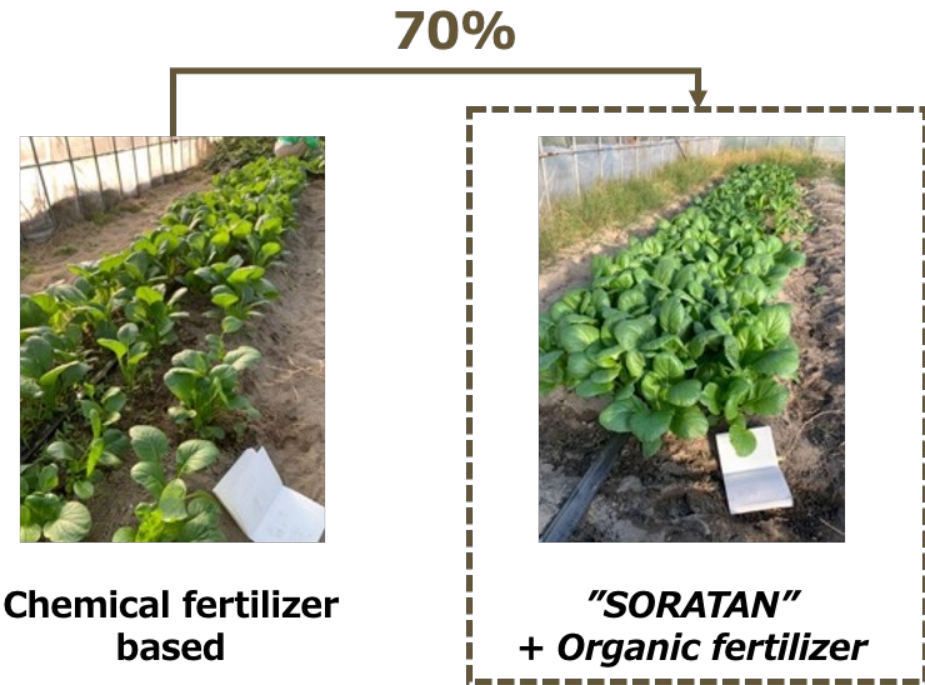 70%
Chemical fertilizer
based
”SORATAN”
+ Organic fertilizer